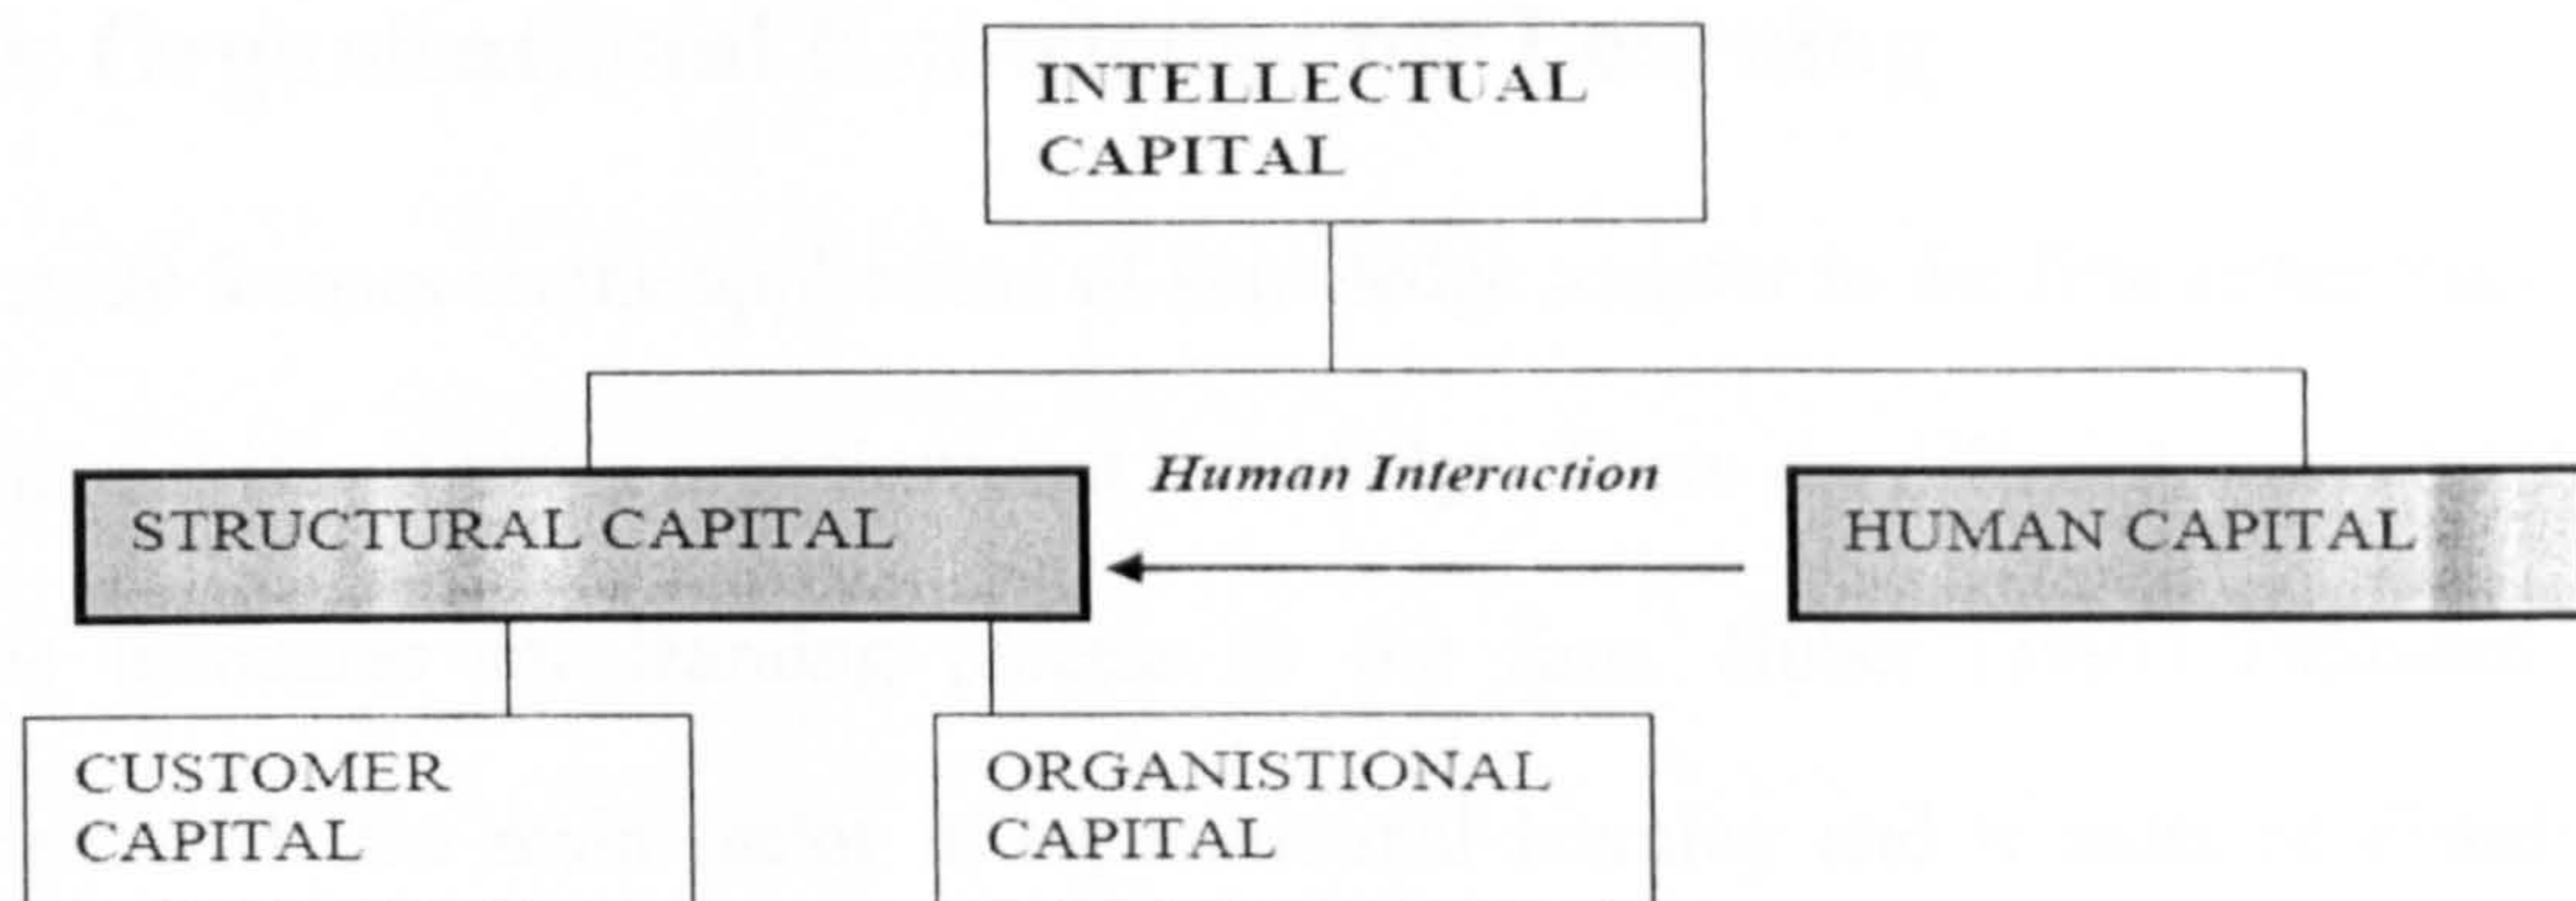 INTELLECTUAL
CAPITAL
Human Interaction
STRUCTURAL CAPITAL
HUMAN CAPITAL
CUSTOMER
CAPITAL
ORGANISTIONAL
CAPITAL